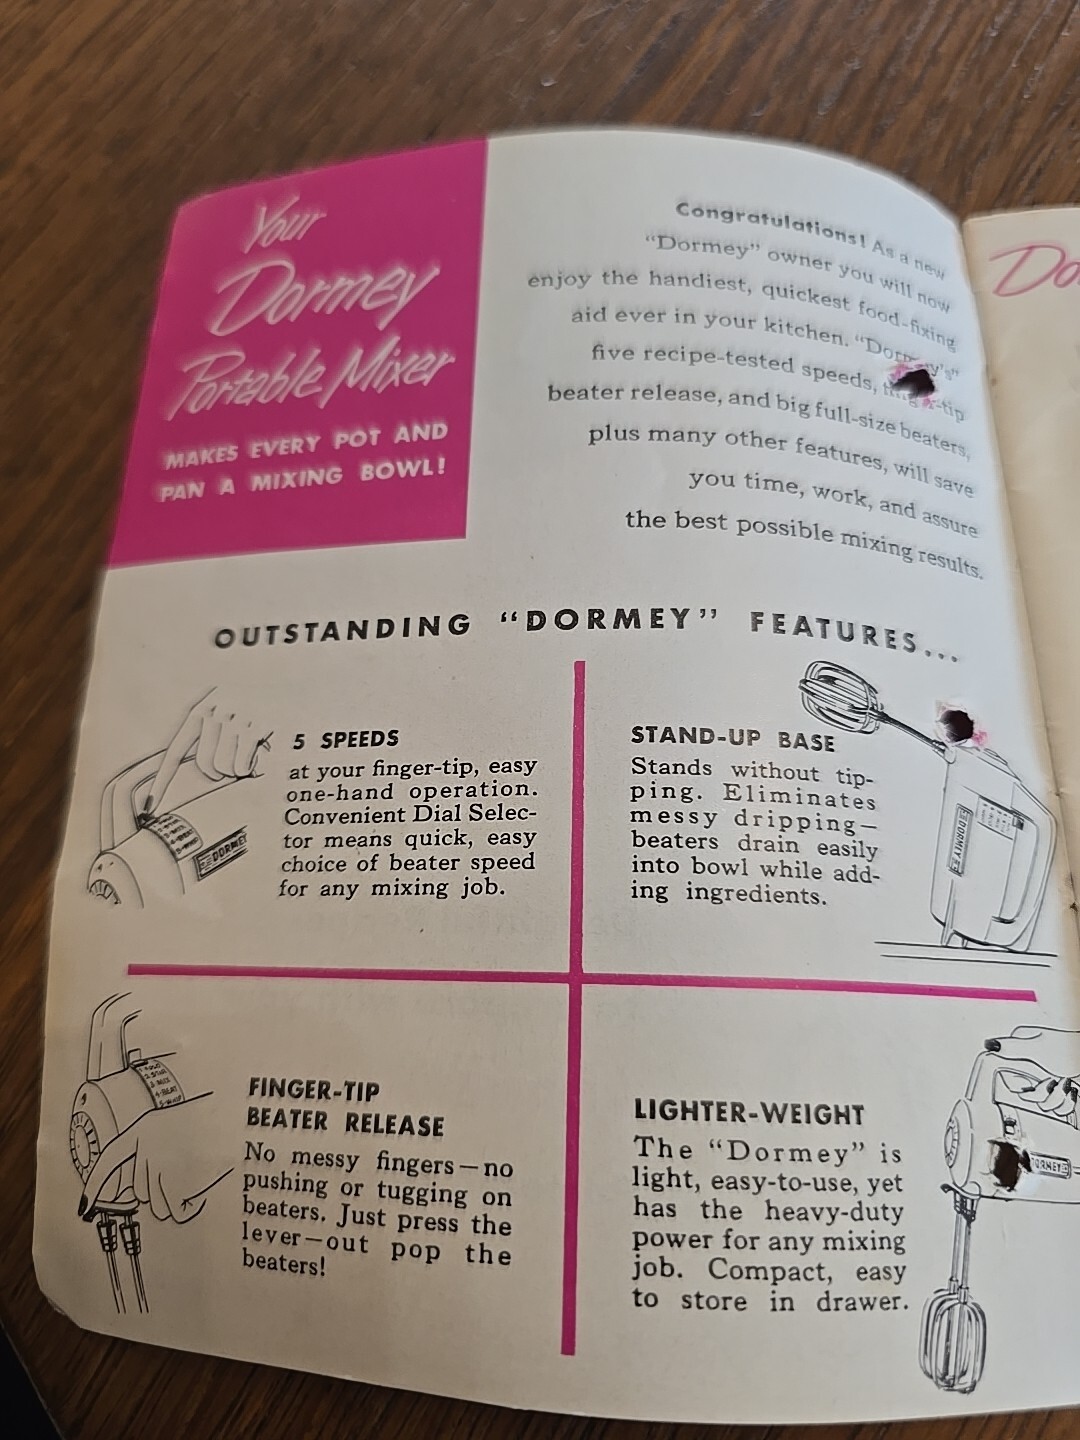 Your
Dormey
Portable Mixer
MAKES EVERY POT AND
PAN A MIXING BOWL!
Congratulations! As a new
“Dormey” owner you will now
enjoy the handiest, quickest food-fixing
aid ever in your kitchen. “Dormey's”
five recipe-tested speeds, -tip
beater release, and big full-size beaters,
plus many other features, will save
you time, work, and assure
the best possible mixing results.
OUTSTANDING “DORMEY” FEATURES...
5 SPEEDS
at your finger-tip, easy
one-hand operation.
Convenient Dial Selec-
tor means quick, easy
choice of beater speed
for any mixing job.
DORMEY
STAND-UP BASE
Stands without tip-
ping. Eliminates
messy dripping—
beaters drain easily
into bowl while add-
ing ingredients.
DORMEY
FINGER-TIP
BEATER RELEASE
No messy fingers—no
pushing or tugging on
beaters. Just press the
lever—out pop the
beaters!
LIGHTER-WEIGHT
The “Dormey” is
light, easy-to-use, yet
has the heavy-duty
power for any mixing
job. Compact, easy
to store in drawer.
DORMEY
Do